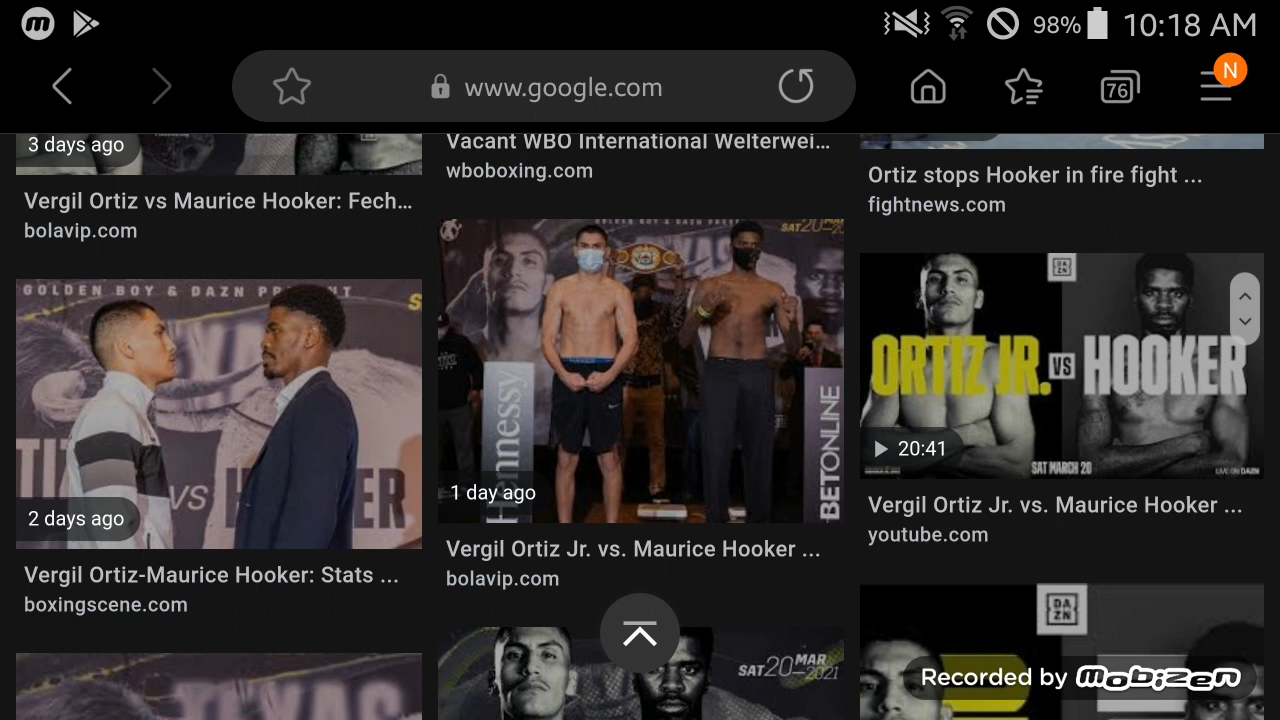 98%
10:18 AM
www.google.com
76
N
3 days ago
Vergil Ortiz vs Maurice Hooker: Fech...
bolavip.com
GOLDEN BOY & DAZN PRESENT
VS
2 days ago
Vergil Ortiz-Maurice Hooker: Stats ...
boxingscene.com
TEXAS
Vacant WBO International Welterwei...
wboboxing.com
SAT 20
Hennessy
BETONLINE
1 day ago
Vergil Ortiz Jr. vs. Maurice Hooker ...
bolavip.com
SAT 20 MAR 2021
Ortiz stops Hooker in fire fight ...
fightnews.com
DAZN
ORTIZ JR. VS HOOKER
20:41
SAT MARCH 20
LIVE ON DAZN
Vergil Ortiz Jr. vs. Maurice Hooker ...
youtube.com
DAZN
Recorded by mobizen